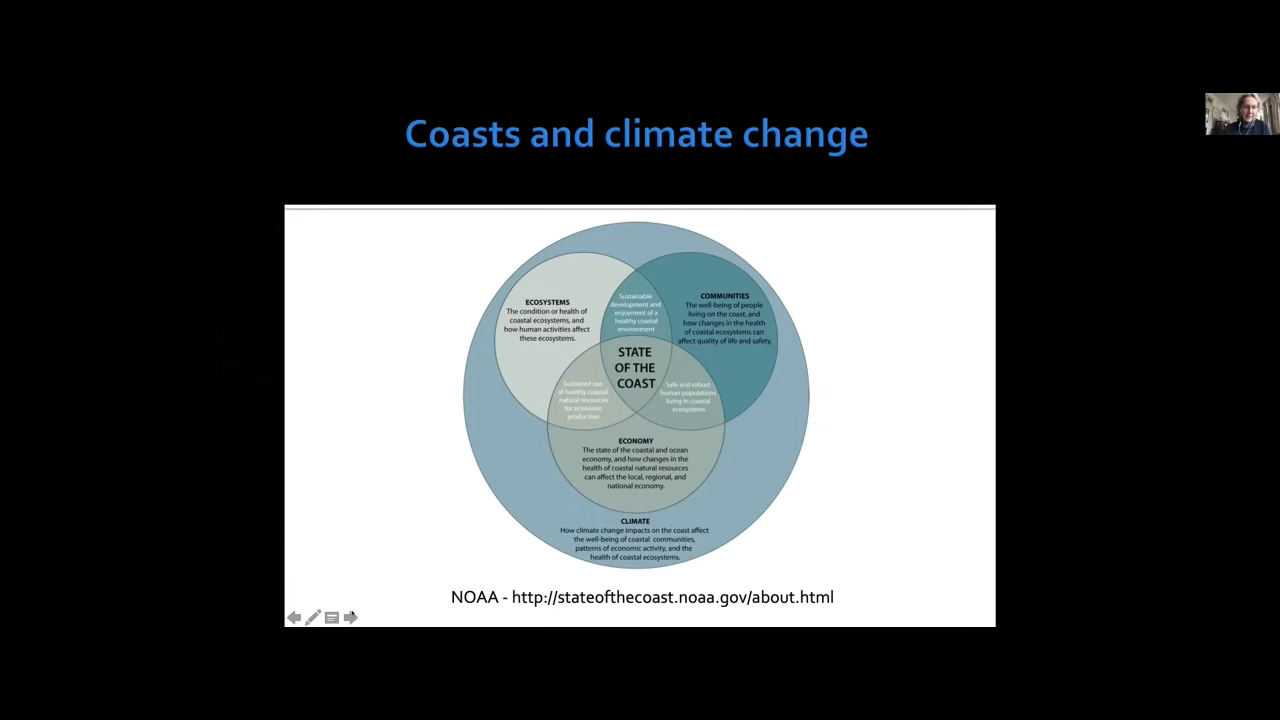 Coasts and climate change
ECOSYSTEMS
The condition or health of
coastal ecosystems, and
how human activities affect
these ecosystems.
Sustainable
development and
enjoyment of a
healthy coastal
environment
COMMUNITIES
The well-being of people
living on the coast, and
how changes in the health
of coastal ecosystems can
affect quality of life and safety.
STATE
OF THE
COAST
Sustained use
of healthy coastal
natural resources
for economic
production
Safe and robust
human populations
living in coastal
ecosystems
ECONOMY
The state of the coastal and ocean
economy, and how changes in the
health of coastal natural resources
can affect the local, regional, and
national economy.
CLIMATE
How climate change impacts on the coast affect
the well-being of coastal communities,
patterns of economic activity, and the
health of coastal ecosystems.
NOAA - http://stateofthecoast.noaa.gov/about.html